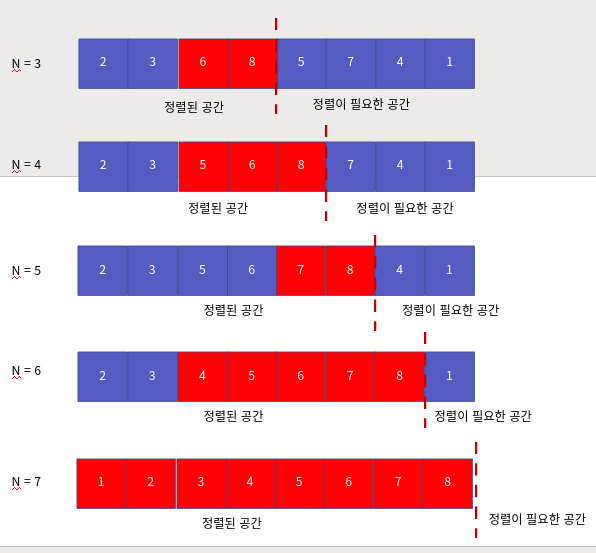 N = 3
2 3 6 8 5 7 4 1
정렬된 공간 정렬이 필요한 공간
N = 4
2 3 5 6 8 7 4 1
정렬된 공간 정렬이 필요한 공간
N = 5
2 3 5 6 7 8 4 1
정렬된 공간 정렬이 필요한 공간
N = 6
2 3 4 5 6 7 8 1
정렬된 공간 정렬이 필요한 공간
N = 7
1 2 3 4 5 6 7 8
정렬된 공간 정렬이 필요한 공간